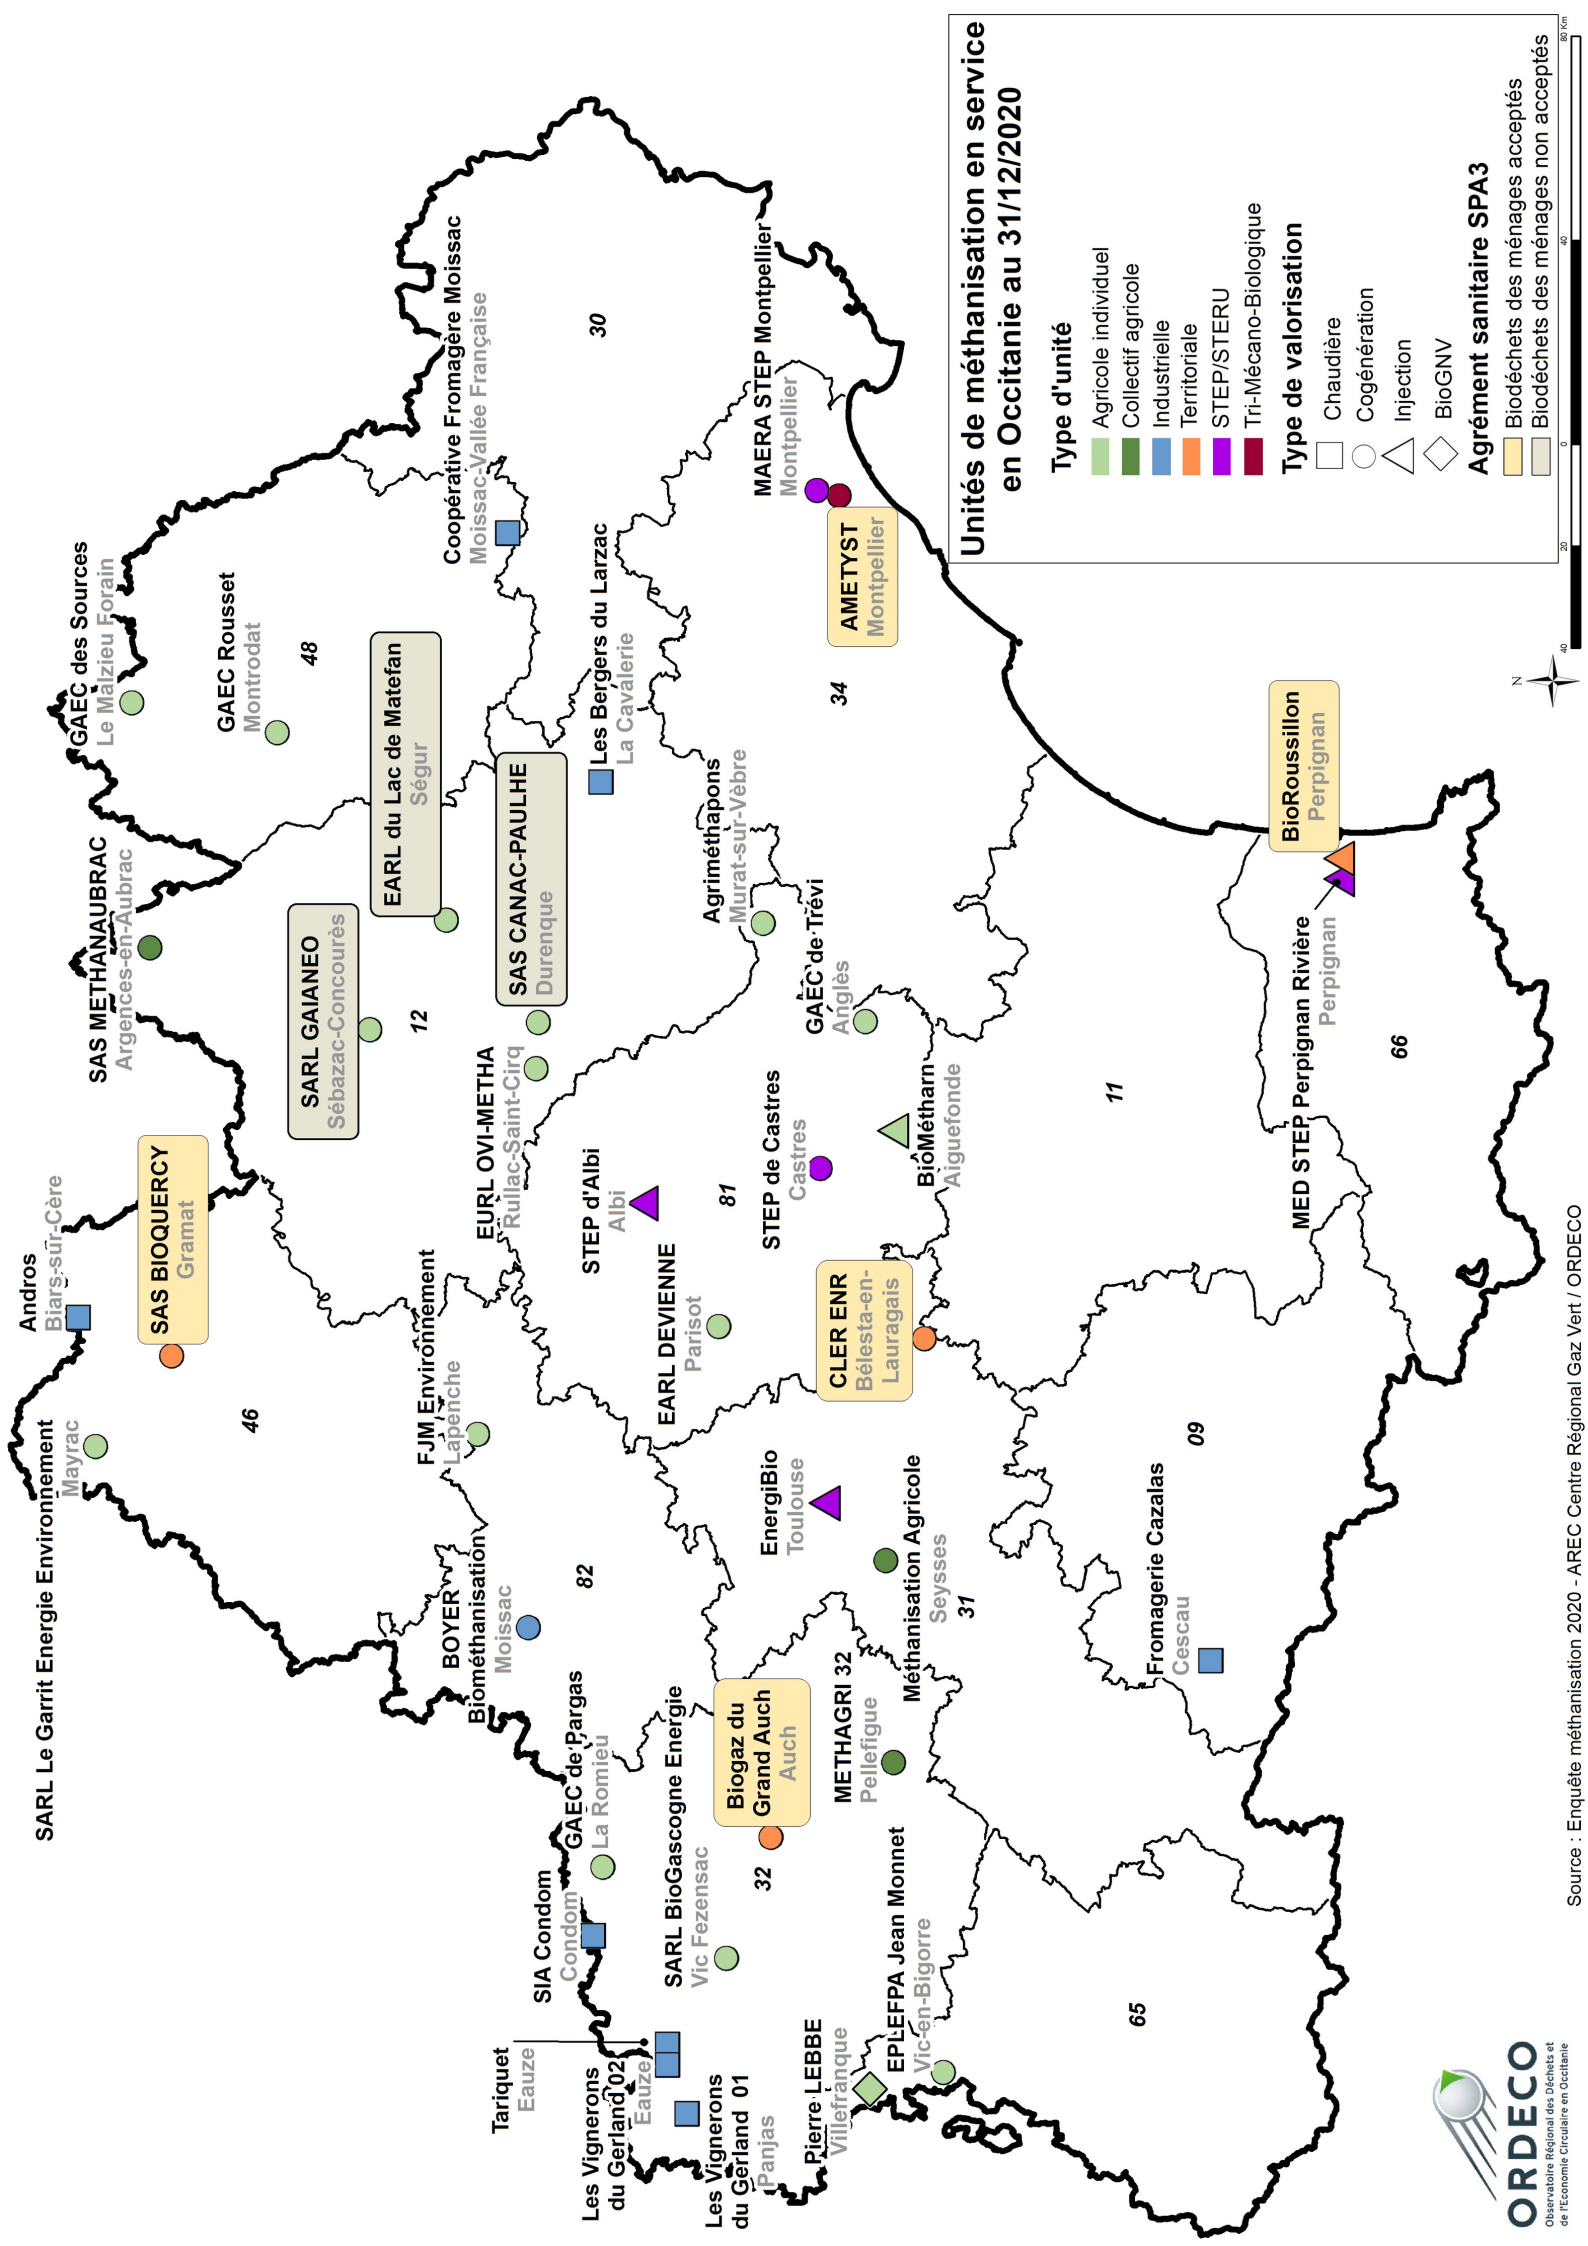 Unités de méthanisation en service
en Occitanie au 31/12/2020
Type d'unité
Agricole individuel
Collectif agricole
Industrielle
Territoriale
STEP/STERU
Tri-Mécano-Biologique
Type de valorisation
Chaudière
Cogénération
Injection
BioGNV
Agrément sanitaire SPA3
Biodéchets des ménages acceptés
Biodéchets des ménages non acceptés
40
20
0
40
80 Km
N
SARL Le Garrit Energie Environnement
Mayrac
Andros
Biars-sur-Cère
SAS BIOQUERCY
Gramat
46
SAS METHANAUBRAC
Argences-en-Aubrac
GAEC des Sources
Le Malzieu Forain
GAEC Rousset
Montrodat
48
SARL GAIANEO
Sébazac-Concourès
12
EARL du Lac de Matefan
Ségur
SAS CANAC-PAULHE
Durenque
EURL OVI-METHA
Rullac-Saint-Cirq
Coopérative Fromagère Moissac
Moissac-Vallée Française
30
Les Bergers du Larzac
La Cavalerie
FJM Environnement
Lapenche
BOYER
Biométhanisation
Moissac
82
GAEC de Pargas
La Romieu
SIA Condom
Condom
Tariquet
Eauze
Les Vignerons
du Gerland 02
Eauze
Les Vignerons
du Gerland 01
Panjas
SARL BioGascogne Energie
Vic Fezensac
Biogaz du
Grand Auch
Auch
32
METHAGRI 32
Pellefigue
Pierre LEBBE
Villefranque
EPLEFPA Jean Monnet
Vic-en-Bigorre
65
STEP d'Albi
Albi
81
EARL DEVIENNE
Parisot
STEP de Castres
Castres
Agriméthapons
Murat-sur-Vèbre
GAEC de Trévi
Anglès
BioMétharn
Aiguefonde
CLER ENR
Bélesta-en-
Lauragais
EnergiBio
Toulouse
Méthanisation Agricole
Seysses
31
MAERA STEP Montpellier
Montpellier
AMETYST
Montpellier
34
11
09
Fromagerie Cazalas
Cescau
BioRoussillon
Perpignan
MED STEP Perpignan Rivière
Perpignan
66
ORDECO
Observatoire Régional des Déchets et
de l'Economie Circulaire en Occitanie
Source : Enquête méthanisation 2020 - AREC Centre Régional Gaz Vert / ORDECO